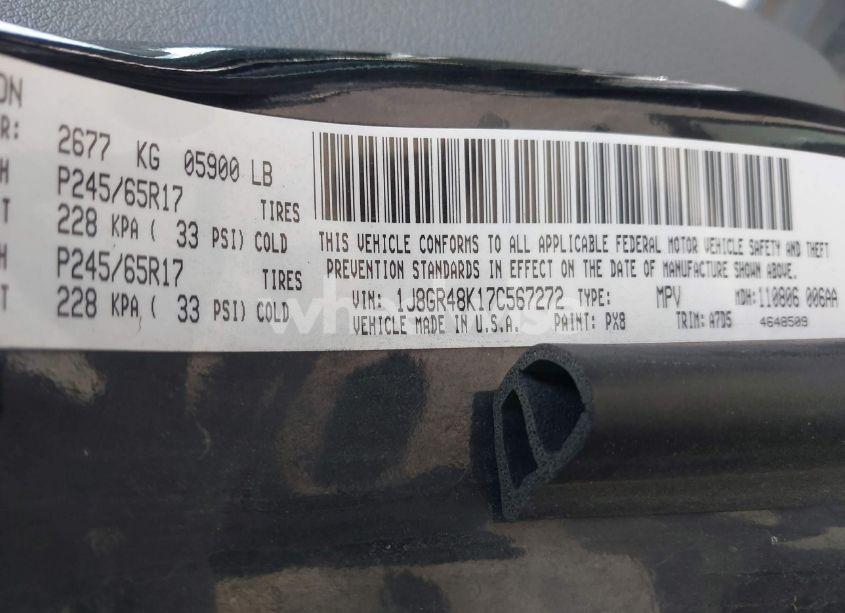 ON
R: 2677 KG 05900 LB
H P245/65R17 TIRES
T 228 KPA ( 33 PSI) COLD
H P245/65R17 TIRES
T 228 KPA ( 33 PSI) COLD
THIS VEHICLE CONFORMS TO ALL APPLICABLE FEDERAL MOTOR VEHICLE SAFETY AND THEFT
PREVENTION STANDARDS IN EFFECT ON THE DATE OF MANUFACTURE SHOWN ABOVE.
VIN: 1J8GR48K17C567272 TYPE: MPV MDH: 110806 006AA
VEHICLE MADE IN U.S.A. PAINT: PX8 TRIM: A7D5 4648509